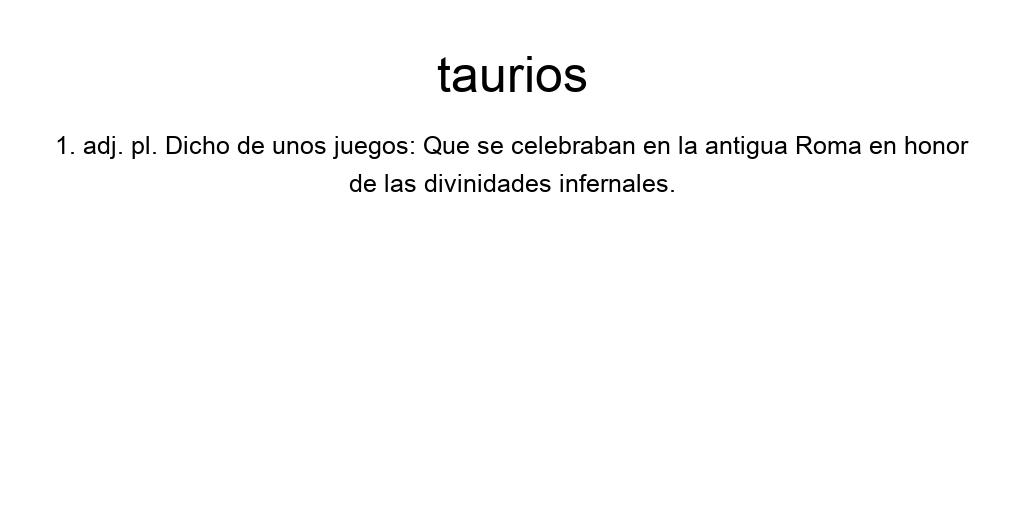 taurios
1. adj. pl. Dicho de unos juegos: Que se celebraban en la antigua Roma en honor
de las divinidades infernales.